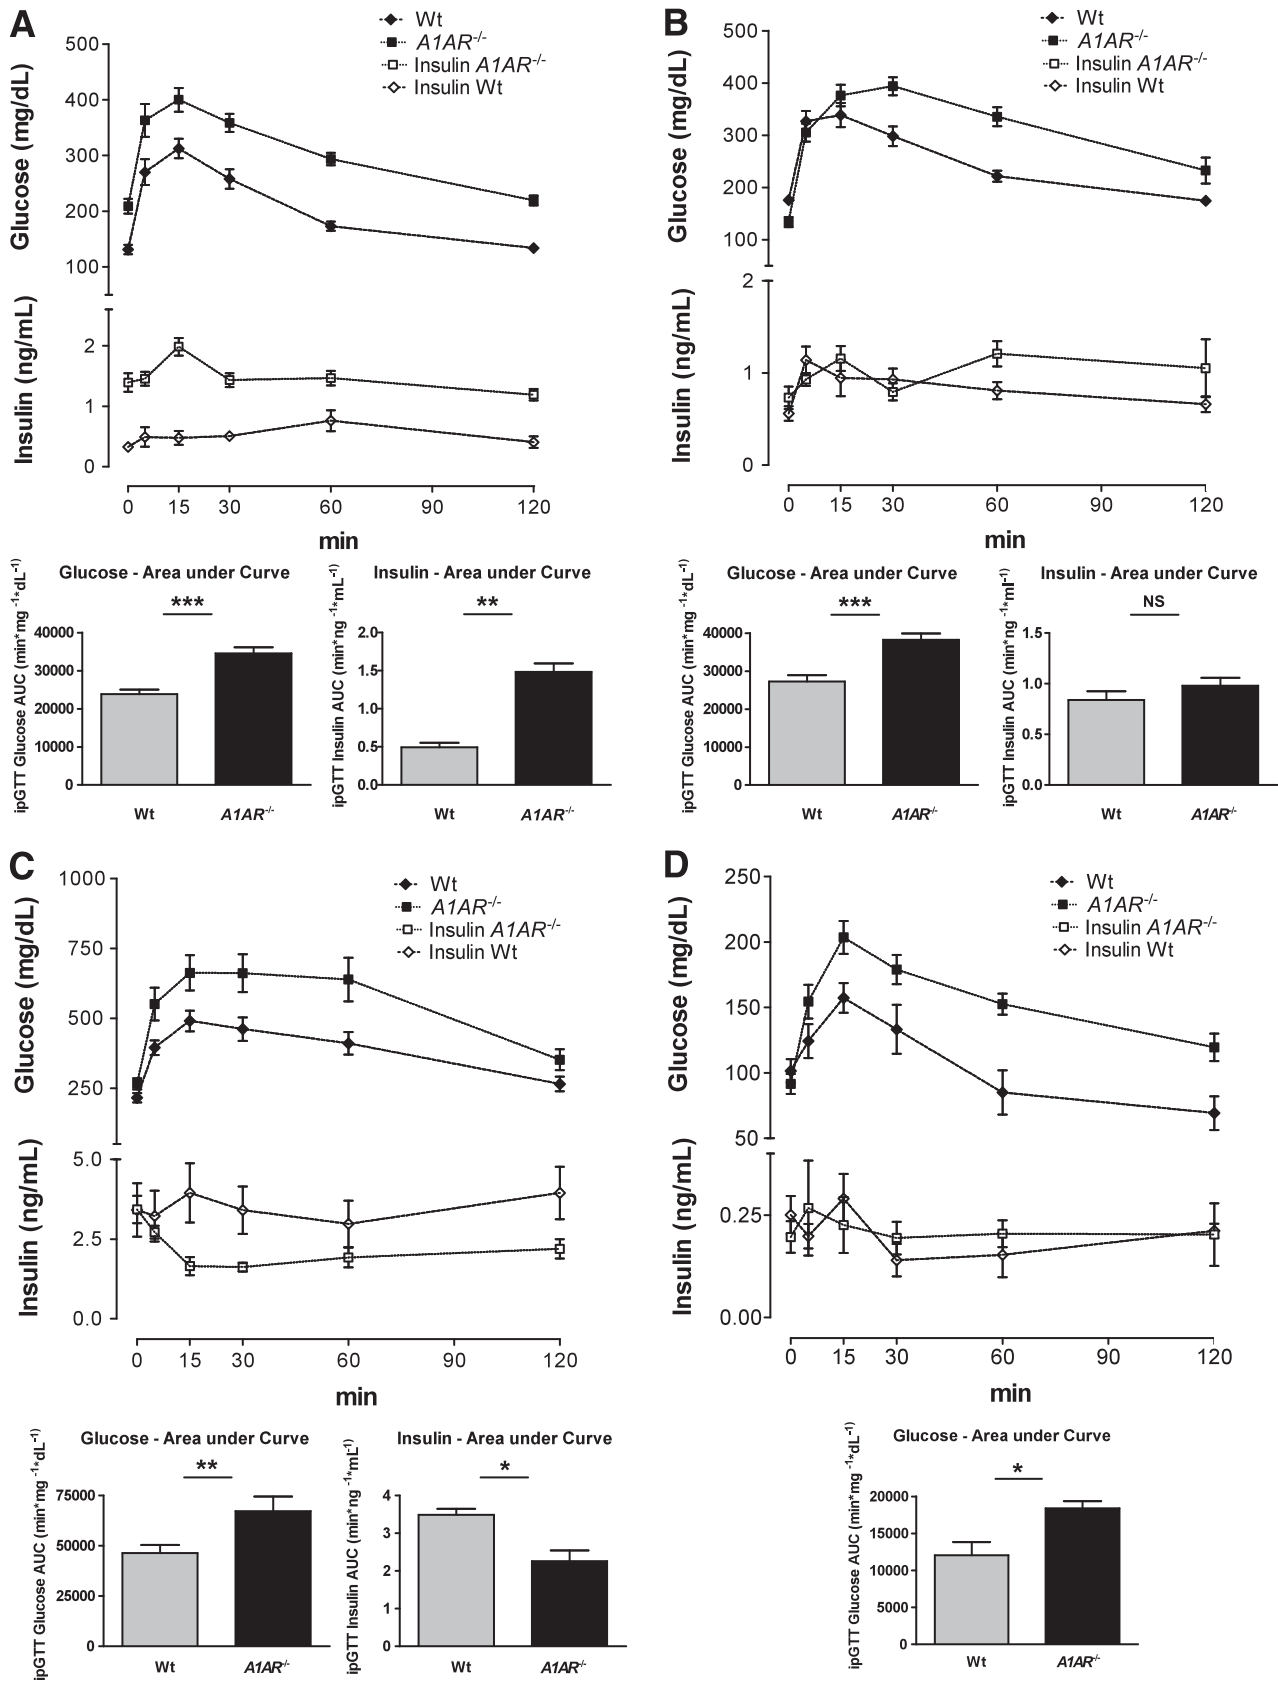 A
Wt
A1AR-/-
Insulin A1AR-/-
Insulin Wt
Glucose (mg/dL)
500
400
300
200
100
Insulin (ng/mL)
2
1
0
0 15 30 60 90 120
min
Glucose - Area under Curve
***
ipGTT Glucose AUC (min*mg -1*dL-1)
40000
30000
20000
10000
0
Wt A1AR-/-
Insulin - Area under Curve
**
ipGTT Insulin AUC (min*ng -1*mL-1)
2.0
1.5
1.0
0.5
0.0
Wt A1AR-/-
B
Wt
A1AR-/-
Insulin A1AR-/-
Insulin Wt
Glucose (mg/dL)
500
400
300
200
100
Insulin (ng/mL)
2
1
0
0 15 30 60 90 120
min
Glucose - Area under Curve
***
ipGTT Glucose AUC (min*mg -1*dL-1)
40000
30000
20000
10000
0
Wt A1AR-/-
Insulin - Area under Curve
NS
ipGTT Insulin AUC (min*ng -1*ml-1)
1.5
1.0
0.5
0.0
Wt A1AR-/-
C
Wt
A1AR-/-
Insulin A1AR-/-
Insulin Wt
Glucose (mg/dL)
1000
750
500
250
Insulin (ng/mL)
5.0
2.5
0.0
0 15 30 60 90 120
min
Glucose - Area under Curve
**
ipGTT Glucose AUC (min*mg -1*dL-1)
75000
50000
25000
0
Wt A1AR-/-
Insulin - Area under Curve
*
ipGTT Insulin AUC (min*ng -1*mL-1)
4
3
2
1
0
Wt A1AR-/-
D
Wt
A1AR-/-
Insulin A1AR-/-
Insulin Wt
Glucose (mg/dL)
250
200
150
100
50
Insulin (ng/mL)
0.25
0.00
0 15 30 60 90 120
min
Glucose - Area under Curve
*
ipGTT Glucose AUC (min*mg -1*dL-1)
20000
15000
10000
5000
0
Wt A1AR-/-